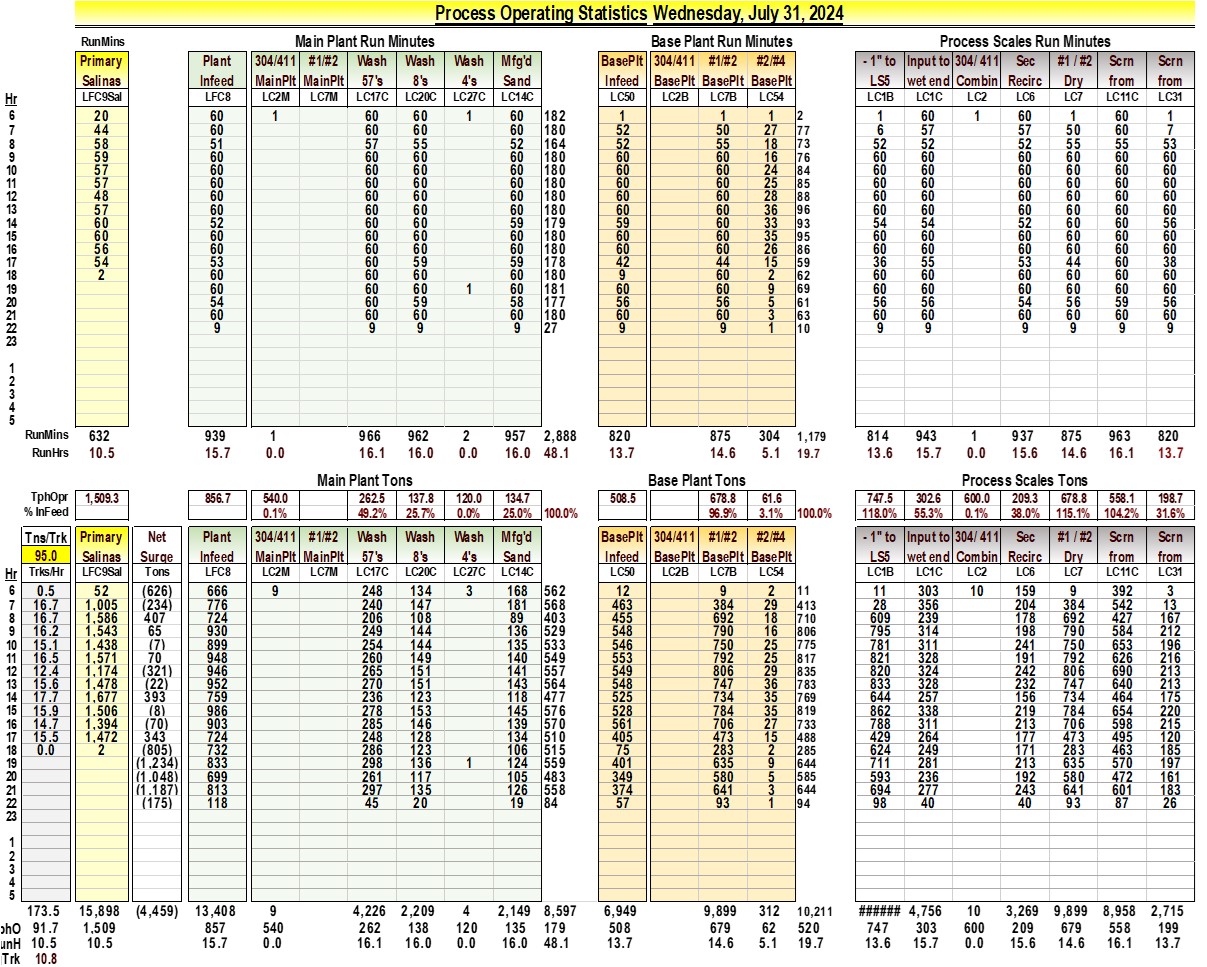 Process Operating Statistics Wednesday, July 31, 2024
RunMins Main Plant Run Minutes Base Plant Run Minutes Process Scales Run Minutes
Primary Plant 304/411 #1/#2 Wash Wash Wash Mfg'd BasePlt 304/411 #1/#2 #2/#4 - 1" to Input to 304/ 411 Sec #1 / #2 Scrn Scrn
Salinas Infeed MainPlt MainPlt 57's 8's 4's Sand Infeed BasePlt BasePlt BasePlt LS5 wet end Combin Recirc Dry from from
Hr LFC9Sal LFC8 LC2M LC7M LC17C LC20C LC27C LC14C LC50 LC2B LC7B LC54 LC1B LC1C LC2 LC6 LC7 LC11C LC31
6 20 60 1 60 60 1 60 182 1 1 1 2 1 60 1 60 1 60 1
7 44 60 60 60 60 180 52 50 27 77 6 57 57 50 60 7
8 58 51 57 55 52 164 52 55 18 73 52 52 52 55 55 53
9 59 60 60 60 60 180 60 60 16 76 60 60 60 60 60 60
10 57 60 60 60 60 180 60 60 24 84 60 60 60 60 60 60
11 57 60 60 60 60 180 60 60 25 85 60 60 60 60 60 60
12 48 60 60 60 60 180 60 60 28 88 60 60 60 60 60 60
13 57 60 60 60 60 180 60 60 36 96 60 60 60 60 60 60
14 60 52 60 60 59 179 59 60 33 93 54 54 52 60 60 56
15 60 60 60 60 60 180 60 60 35 95 60 60 60 60 60 60
16 56 60 60 60 60 180 60 60 26 86 60 60 60 60 60 60
17 54 53 60 59 59 178 42 44 15 59 36 55 53 44 60 38
18 2 60 60 60 60 180 9 60 2 62 60 60 60 60 60 60
19 60 60 60 1 60 181 60 60 9 69 60 60 60 60 60 60
20 54 60 59 58 177 56 56 5 61 56 56 54 56 59 56
21 60 60 60 60 180 60 60 3 63 60 60 60 60 60 60
22 9 9 9 9 27 9 9 1 10 9 9 9 9 9 9
23
1
2
3
4
5
RunMins 632 939 1 966 962 2 957 2,888 820 875 304 1,179 814 943 1 937 875 963 820
RunHrs 10.5 15.7 0.0 16.1 16.0 0.0 16.0 48.1 13.7 14.6 5.1 19.7 13.6 15.7 0.0 15.6 14.6 16.1 13.7
Main Plant Tons Base Plant Tons Process Scales Tons
TphOpr 1,509.3 856.7 540.0 262.5 137.8 120.0 134.7 508.5 678.8 61.6 747.5 302.6 600.0 209.3 678.8 558.1 198.7
% InFeed 0.1% 49.2% 25.7% 0.0% 25.0% 100.0% 96.9% 3.1% 100.0% 118.0% 55.3% 0.1% 38.0% 115.1% 104.2% 31.6%
Tns/Trk Primary Net Plant 304/411 #1/#2 Wash Wash Wash Mfg'd BasePlt 304/411 #1/#2 #2/#4 - 1" to Input to 304/ 411 Sec #1 / #2 Scrn Scrn
95.0 Salinas Surge Infeed MainPlt MainPlt 57's 8's 4's Sand Infeed BasePlt BasePlt BasePlt LS5 wet end Combin Recirc Dry from from
Hr Trks/Hr LFC9Sal Tons LFC8 LC2M LC7M LC17C LC20C LC27C LC14C LC50 LC2B LC7B LC54 LC1B LC1C LC2 LC6 LC7 LC11C LC31
6 0.5 52 (626) 666 9 248 134 3 168 562 12 9 2 11 11 303 10 159 9 392 3
7 16.7 1,005 (234) 776 240 147 181 568 463 384 29 413 28 356 204 384 542 13
8 16.7 1,586 407 724 206 108 89 403 455 692 18 710 609 239 178 692 427 167
9 16.2 1,543 65 930 249 144 136 529 548 790 16 806 795 314 198 790 584 212
10 15.1 1,438 (7) 899 254 144 135 533 546 750 25 775 781 311 241 750 653 196
11 16.5 1,571 70 948 260 149 140 549 553 792 25 817 821 328 191 792 626 216
12 12.4 1,174 (321) 946 265 151 141 557 549 806 29 835 820 324 242 806 690 213
13 15.6 1,478 (22) 952 270 151 143 564 548 747 36 783 833 328 232 747 640 213
14 17.7 1,677 393 759 236 123 118 477 525 734 35 769 644 257 156 734 464 175
15 15.9 1,506 (8) 986 278 153 145 576 528 784 35 819 862 338 219 784 654 220
16 14.7 1,394 (70) 903 285 146 139 570 561 706 27 733 788 311 213 706 598 215
17 15.5 1,472 343 724 248 128 134 510 405 473 15 488 429 264 177 473 495 120
18 0.0 2 (805) 732 286 123 106 515 75 283 2 285 624 249 171 283 463 185
19 (1,234) 833 298 136 1 124 559 401 635 9 644 711 281 213 635 570 197
20 (1,048) 699 261 117 105 483 349 580 5 585 593 236 192 580 472 161
21 (1,187) 813 297 135 126 558 374 641 3 644 694 277 243 641 601 183
22 (175) 118 45 20 19 84 57 93 1 94 98 40 40 93 87 26
23
1
2
3
4
5
173.5 15,898 (4,459) 13,408 9 4,226 2,209 4 2,149 8,597 6,949 9,899 312 10,211 ###### 4,756 10 3,269 9,899 8,958 2,715
phO 91.7 1,509 857 540 262 138 120 135 179 508 679 62 520 747 303 600 209 679 558 199
unH 10.5 10.5 15.7 0.0 16.1 16.0 0.0 16.0 48.1 13.7 14.6 5.1 19.7 13.6 15.7 0.0 15.6 14.6 16.1 13.7
Trk 10.8